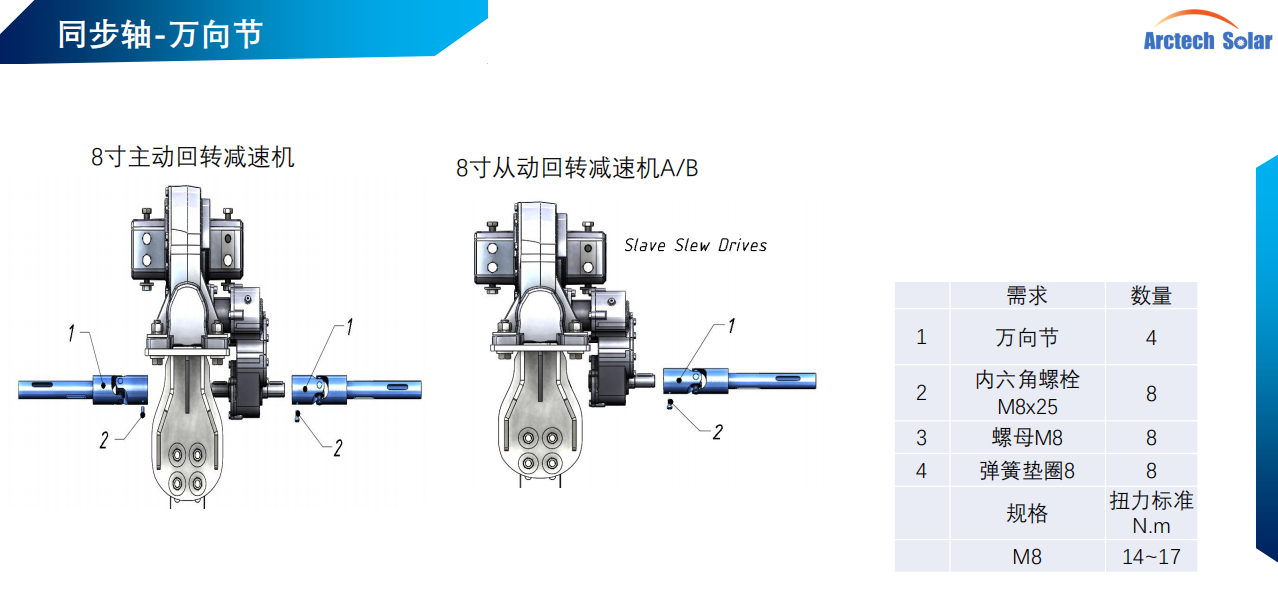 同步轴-万向节
Arctech Solar
8寸主动回转减速机
8寸从动回转减速机A/B
Slave Slew Drives
1
1
2
2
1
2
需求 数量
1 万向节 4
2 内六角螺栓 8
M8x25
3 螺母M8 8
4 弹簧垫圈8 8
规格 扭力标准
N.m
M8 14~17